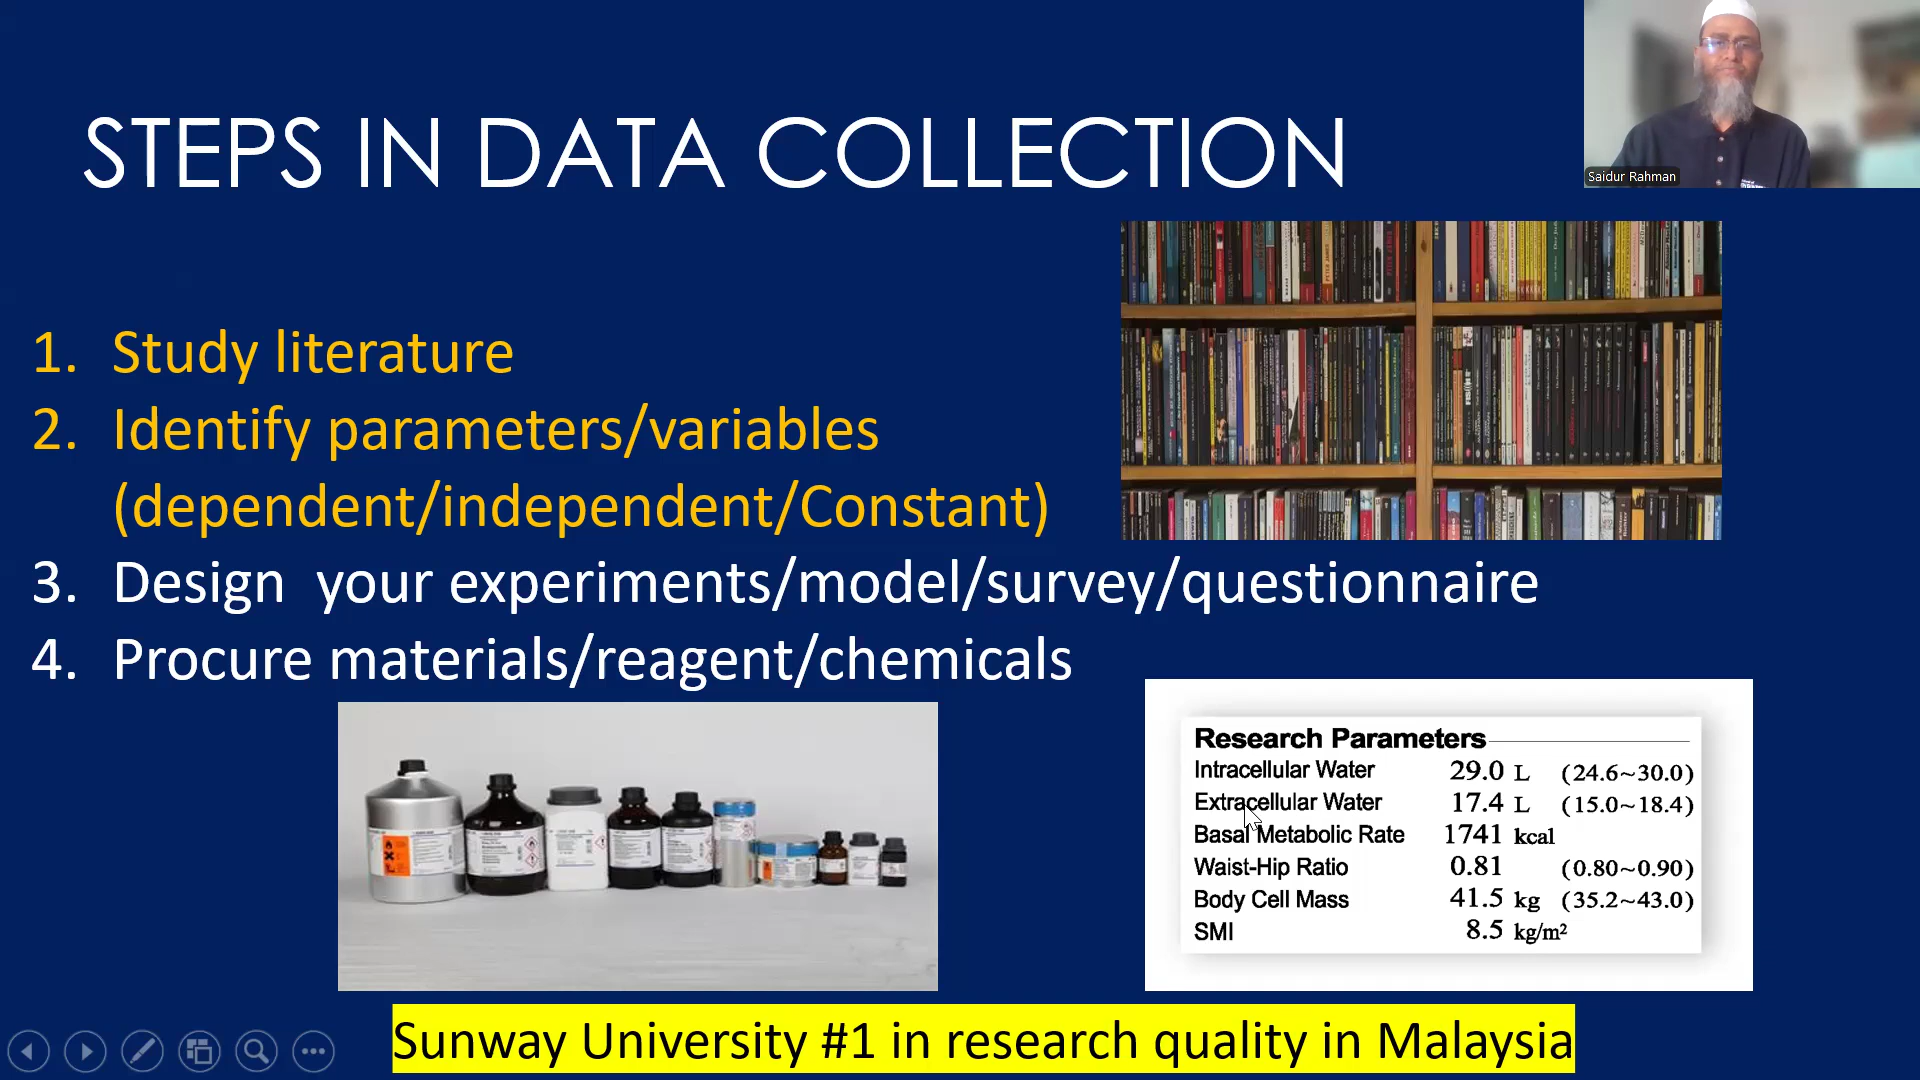 STEPS IN DATA COLLECTION
Saidur Rahman
1. Study literature
2. Identify parameters/variables
(dependent/independent/Constant)
3. Design your experiments/model/survey/questionnaire
4. Procure materials/reagent/chemicals
Research Parameters
Intracellular Water 29.0 L (24.6~30.0)
Extracellular Water 17.4 L (15.0~18.4)
Basal Metabolic Rate 1741 kcal
Waist-Hip Ratio 0.81 (0.80~0.90)
Body Cell Mass 41.5 kg (35.2~43.0)
SMI 8.5 kg/m²
Sunway University #1 in research quality in Malaysia